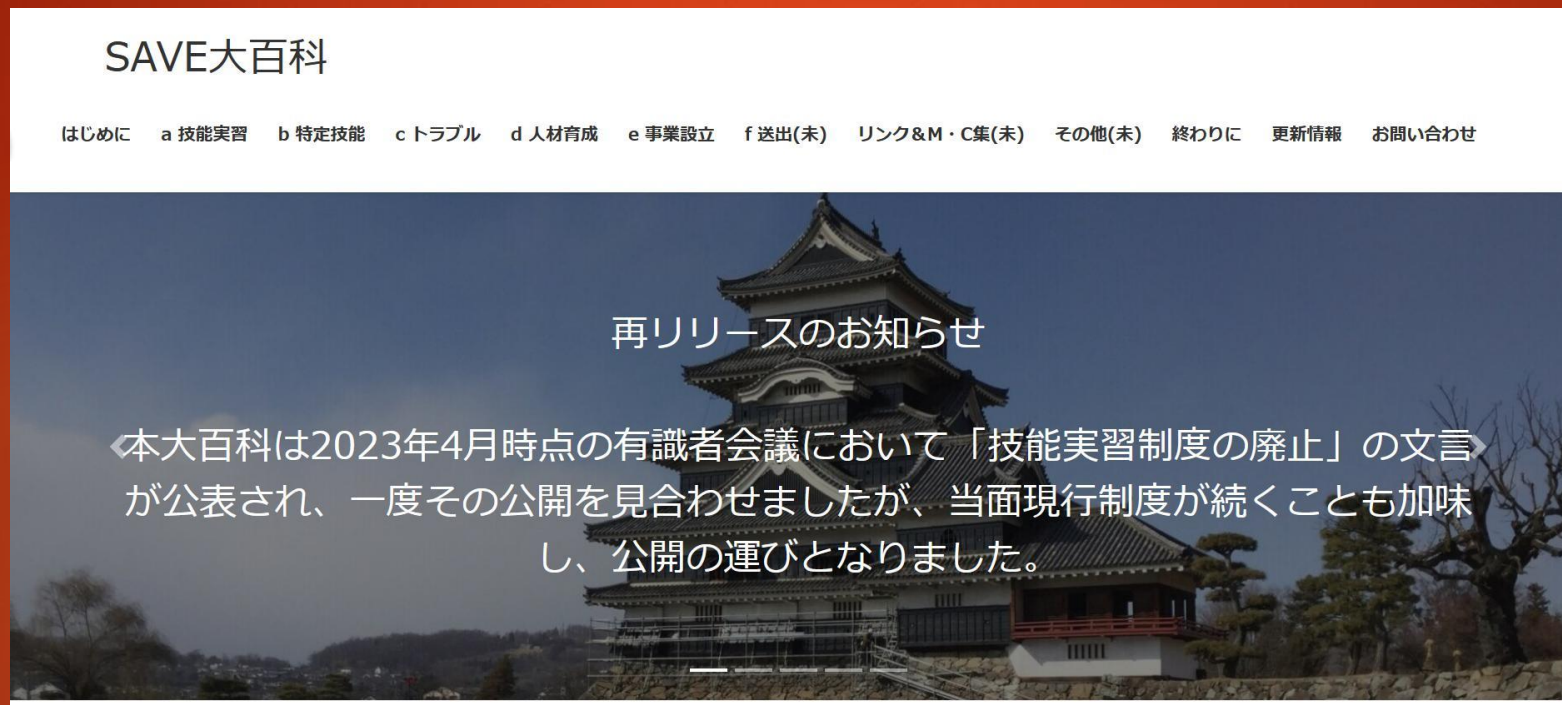 SAVE大百科
はじめに a 技能実習 b 特定技能 c トラブル d 人材育成 e 事業設立 f 送出(未) リンク&M・C集(未) その他(未) 終わりに 更新情報 お問い合わせ
再リリースのお知らせ
本大百科は2023年4月時点の有識者会議において「技能実習制度の廃止」の文言
が公表され、一度その公開を見合わせましたが、当面現行制度が続くことも加味
し、公開の運びとなりました。